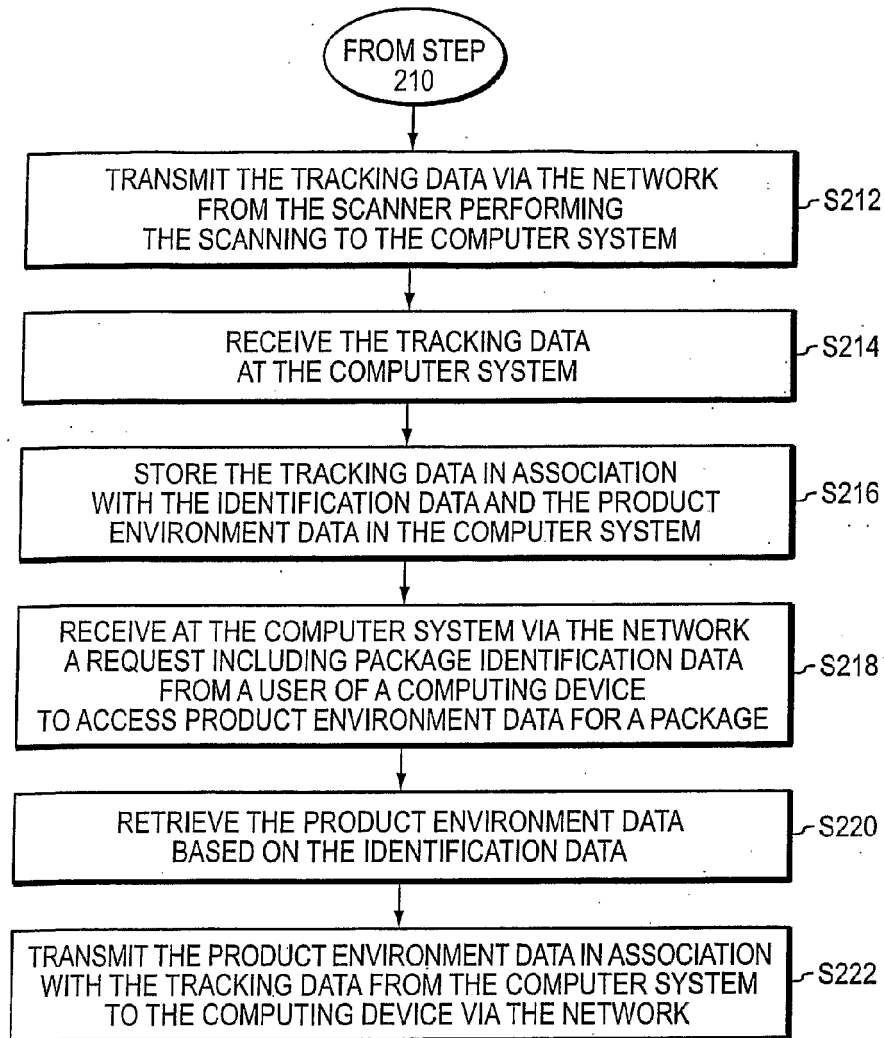 FROM STEP
210
TRANSMIT THE TRACKING DATA VIA THE NETWORK
FROM THE SCANNER PERFORMING
THE SCANNING TO THE COMPUTER SYSTEM
S212
RECEIVE THE TRACKING DATA
AT THE COMPUTER SYSTEM
S214
STORE THE TRACKING DATA IN ASSOCIATION
WITH THE IDENTIFICATION DATA AND THE PRODUCT
ENVIRONMENT DATA IN THE COMPUTER SYSTEM
S216
RECEIVE AT THE COMPUTER SYSTEM VIA THE NETWORK
A REQUEST INCLUDING PACKAGE IDENTIFICATION DATA
FROM A USER OF A COMPUTING DEVICE
TO ACCESS PRODUCT ENVIRONMENT DATA FOR A PACKAGE
S218
RETRIEVE THE PRODUCT ENVIRONMENT DATA
BASED ON THE IDENTIFICATION DATA
S220
TRANSMIT THE PRODUCT ENVIRONMENT DATA IN ASSOCIATION
WITH THE TRACKING DATA FROM THE COMPUTER SYSTEM
TO THE COMPUTING DEVICE VIA THE NETWORK
S222